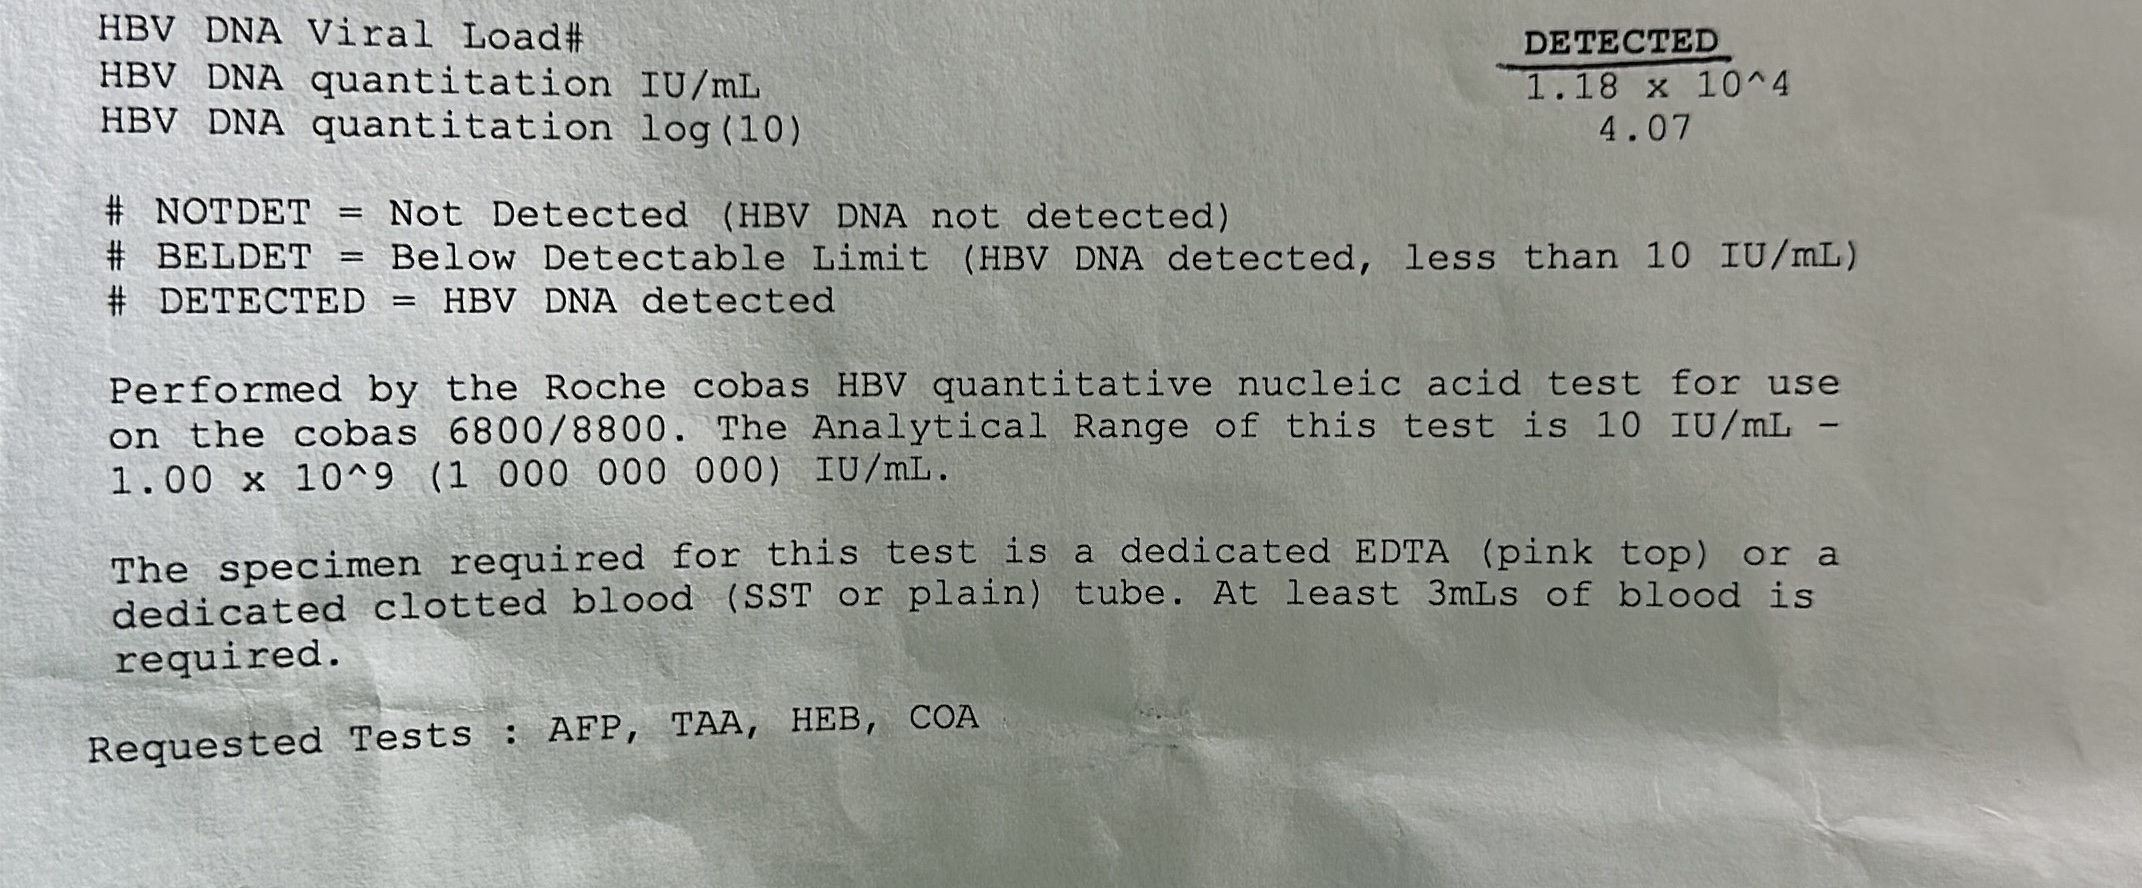 HBV DNA Viral Load# DETECTED
HBV DNA quantitation IU/mL 1.18 x 10^4
HBV DNA quantitation log(10) 4.07
# NOTDET = Not Detected (HBV DNA not detected)
# BELDET = Below Detectable Limit (HBV DNA detected, less than 10 IU/mL)
# DETECTED = HBV DNA detected
Performed by the Roche cobas HBV quantitative nucleic acid test for use
on the cobas 6800/8800. The Analytical Range of this test is 10 IU/mL -
1.00 x 10^9 (1 000 000 000) IU/mL.
The specimen required for this test is a dedicated EDTA (pink top) or a
dedicated clotted blood (SST or plain) tube. At least 3mLs of blood is
required.
Requested Tests : AFP, TAA, HEB, COA